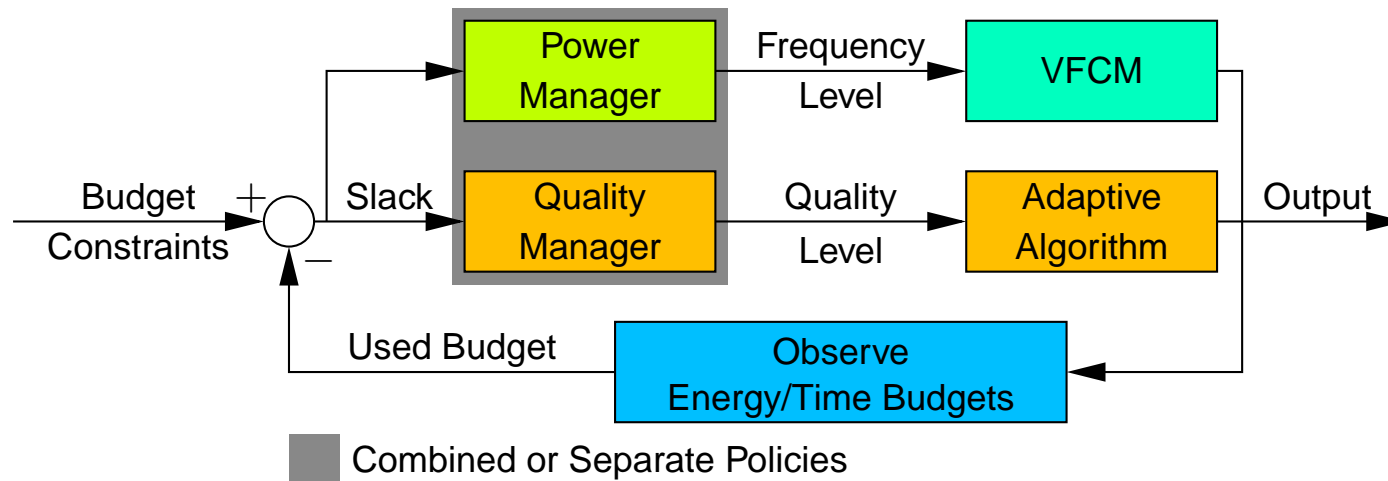 Power
Manager
Frequency
Level
VFCM
Budget
Constraints
+
−
Slack
Quality
Manager
Quality
Level
Adaptive
Algorithm
Output
Used Budget
Observe
Energy/Time Budgets
Combined or Separate Policies